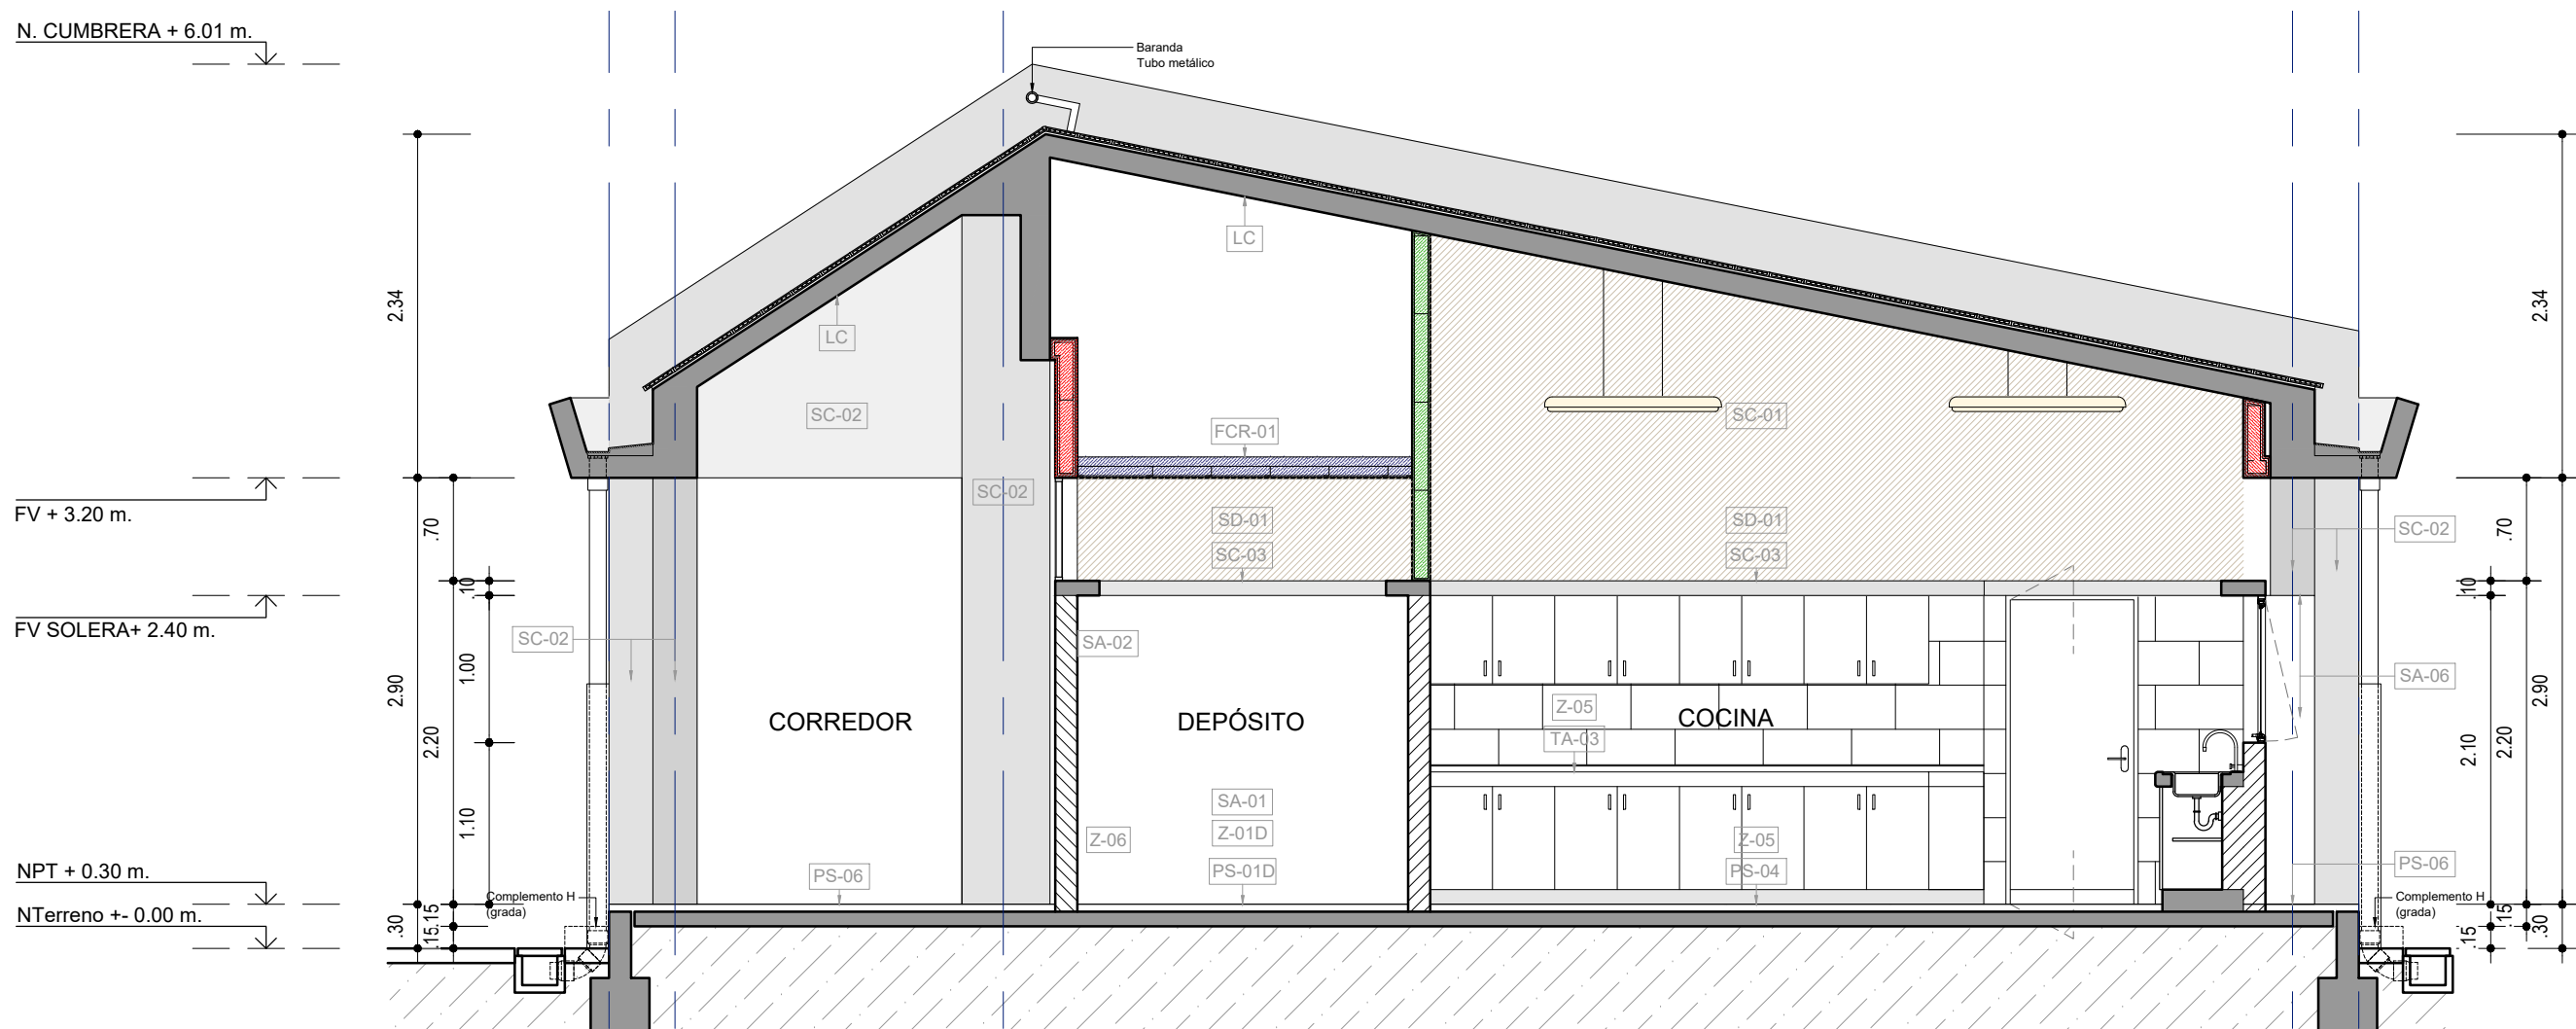 N. CUMBRERA + 6.01 m.
Baranda
Tubo metálico
LC
LC
2.34
2.34
SC-02
FCR-01
SC-01
SC-02
FV + 3.20 m.
.70
SD-01
SC-03
SD-01
SC-03
SC-02
.70
.10
.10
FV SOLERA+ 2.40 m.
SC-02
SA-02
1.00
2.90
SA-06
2.90
CORREDOR
DEPÓSITO
Z-05
COCINA
TA-03
2.20
2.10
2.20
1.10
SA-01
Z-01D
Z-06
Z-05
NPT + 0.30 m.
PS-06
PS-01D
PS-04
PS-06
Complemento H
(grada)
Complemento H
(grada)
NTerreno +- 0.00 m.
.30
.15
.15
.15
.15
.30